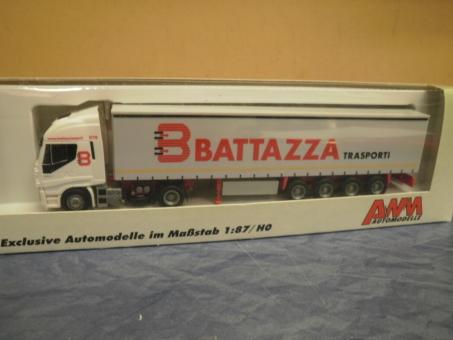 B BATTAZZA TRASPORTI
B
AWM
AUTOMODELLE
Exclusive Automodelle im Maßstab 1:87/H0